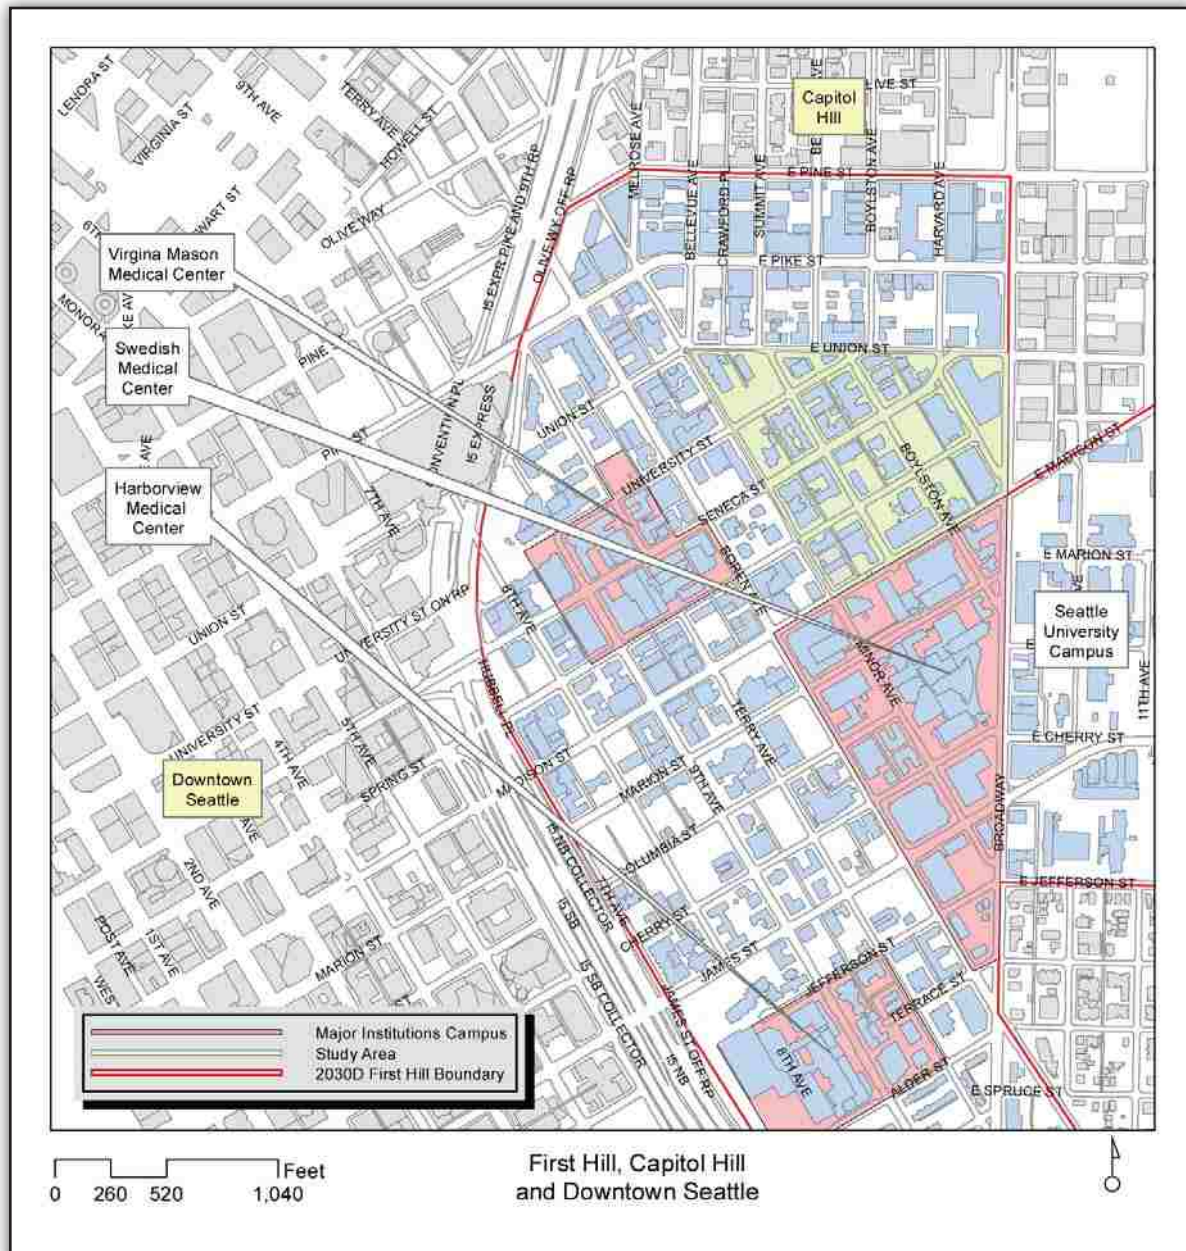 LENORA ST
VIRGINIA ST
9TH AVE
TERRY AVE
HOWELL ST
OLIVE WAY
I5 EXPR PIKE AND 9TH RP
OLIVE WY OFF RP
MELROSE AVE
BELLEVUE AVE
CRAWFORD PL
SUMMIT AVE
BOYLSTON AVE
HARVARD AVE
Capitol
Hill
E PINE ST
E PIKE ST
E UNION ST
Virgina Mason
Medical Center
Swedish
Medical
Center
Harborview
Medical
Center
CONVENTION PL
I5 EXPRESS
7TH AVE
UNION ST
UNIVERSITY ST
SENECA ST
BOYLSTON AVE
E MADISON ST
E MARION ST
Seattle
University
Campus
11TH AVE
E CHERRY ST
8TH AVE
MINOR AVE
UNION ST
UNIVERSITY ST ON RP
HUBBELL PL
UNIVERSITY ST
4TH AVE
5TH AVE
SPRING ST
MADISON ST
MARION ST
9TH AVE
TERRY AVE
BROADWAY
Downtown
Seattle
2ND AVE
1ST AVE
POST AVE
MARION ST
I5 NB COLLECTOR
7TH AVE
I5 SB
I5 SB COLLECTOR
I5 NB
CHERRY ST
JAMES ST
JAMES ST OFF RP
JEFFERSON ST
E JEFFERSON ST
TERRACE ST
8TH AVE
ALDER ST
E SPRUCE ST
Major Institutions Campus
Study Area
2030D First Hill Boundary
Feet
0 260 520 1,040
First Hill, Capitol Hill
and Downtown Seattle